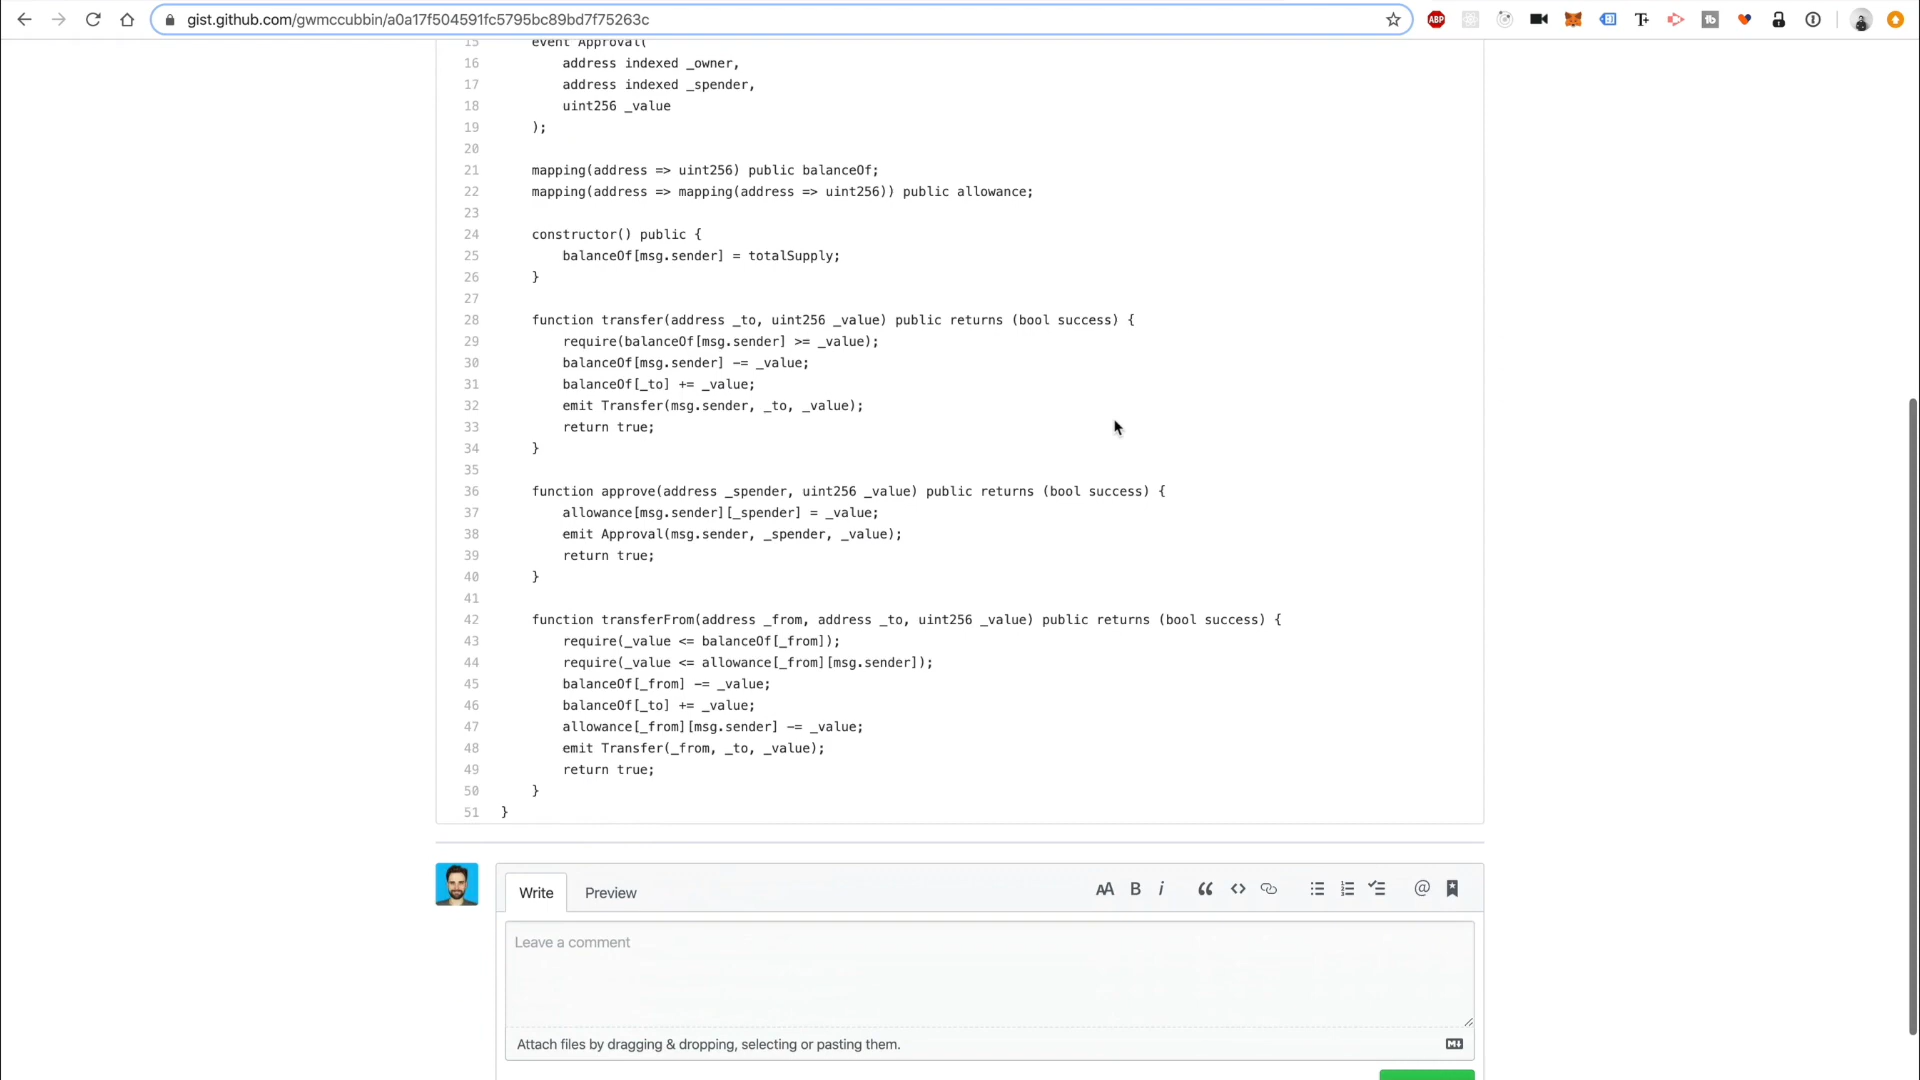 gist.github.com/gwmccubbin/a0a17f504591fc5795bc89bd7f75263c
ABP
T+
tb
15 event Approval(
16 address indexed _owner,
17 address indexed _spender,
18 uint256 _value
19 );
20
21 mapping(address => uint256) public balanceOf;
22 mapping(address => mapping(address => uint256)) public allowance;
23
24 constructor() public {
25 balanceOf[msg.sender] = totalSupply;
26 }
27
28 function transfer(address _to, uint256 _value) public returns (bool success) {
29 require(balanceOf[msg.sender] >= _value);
30 balanceOf[msg.sender] -= _value;
31 balanceOf[_to] += _value;
32 emit Transfer(msg.sender, _to, _value);
33 return true;
34 }
35
36 function approve(address _spender, uint256 _value) public returns (bool success) {
37 allowance[msg.sender][_spender] = _value;
38 emit Approval(msg.sender, _spender, _value);
39 return true;
40 }
41
42 function transferFrom(address _from, address _to, uint256 _value) public returns (bool success) {
43 require(_value <= balanceOf[_from]);
44 require(_value <= allowance[_from][msg.sender]);
45 balanceOf[_from] -= _value;
46 balanceOf[_to] += _value;
47 allowance[_from][msg.sender] -= _value;
48 emit Transfer(_from, _to, _value);
49 return true;
50 }
51 }
Write Preview AA B i “ <> @
Leave a comment
Attach files by dragging & dropping, selecting or pasting them. M↓